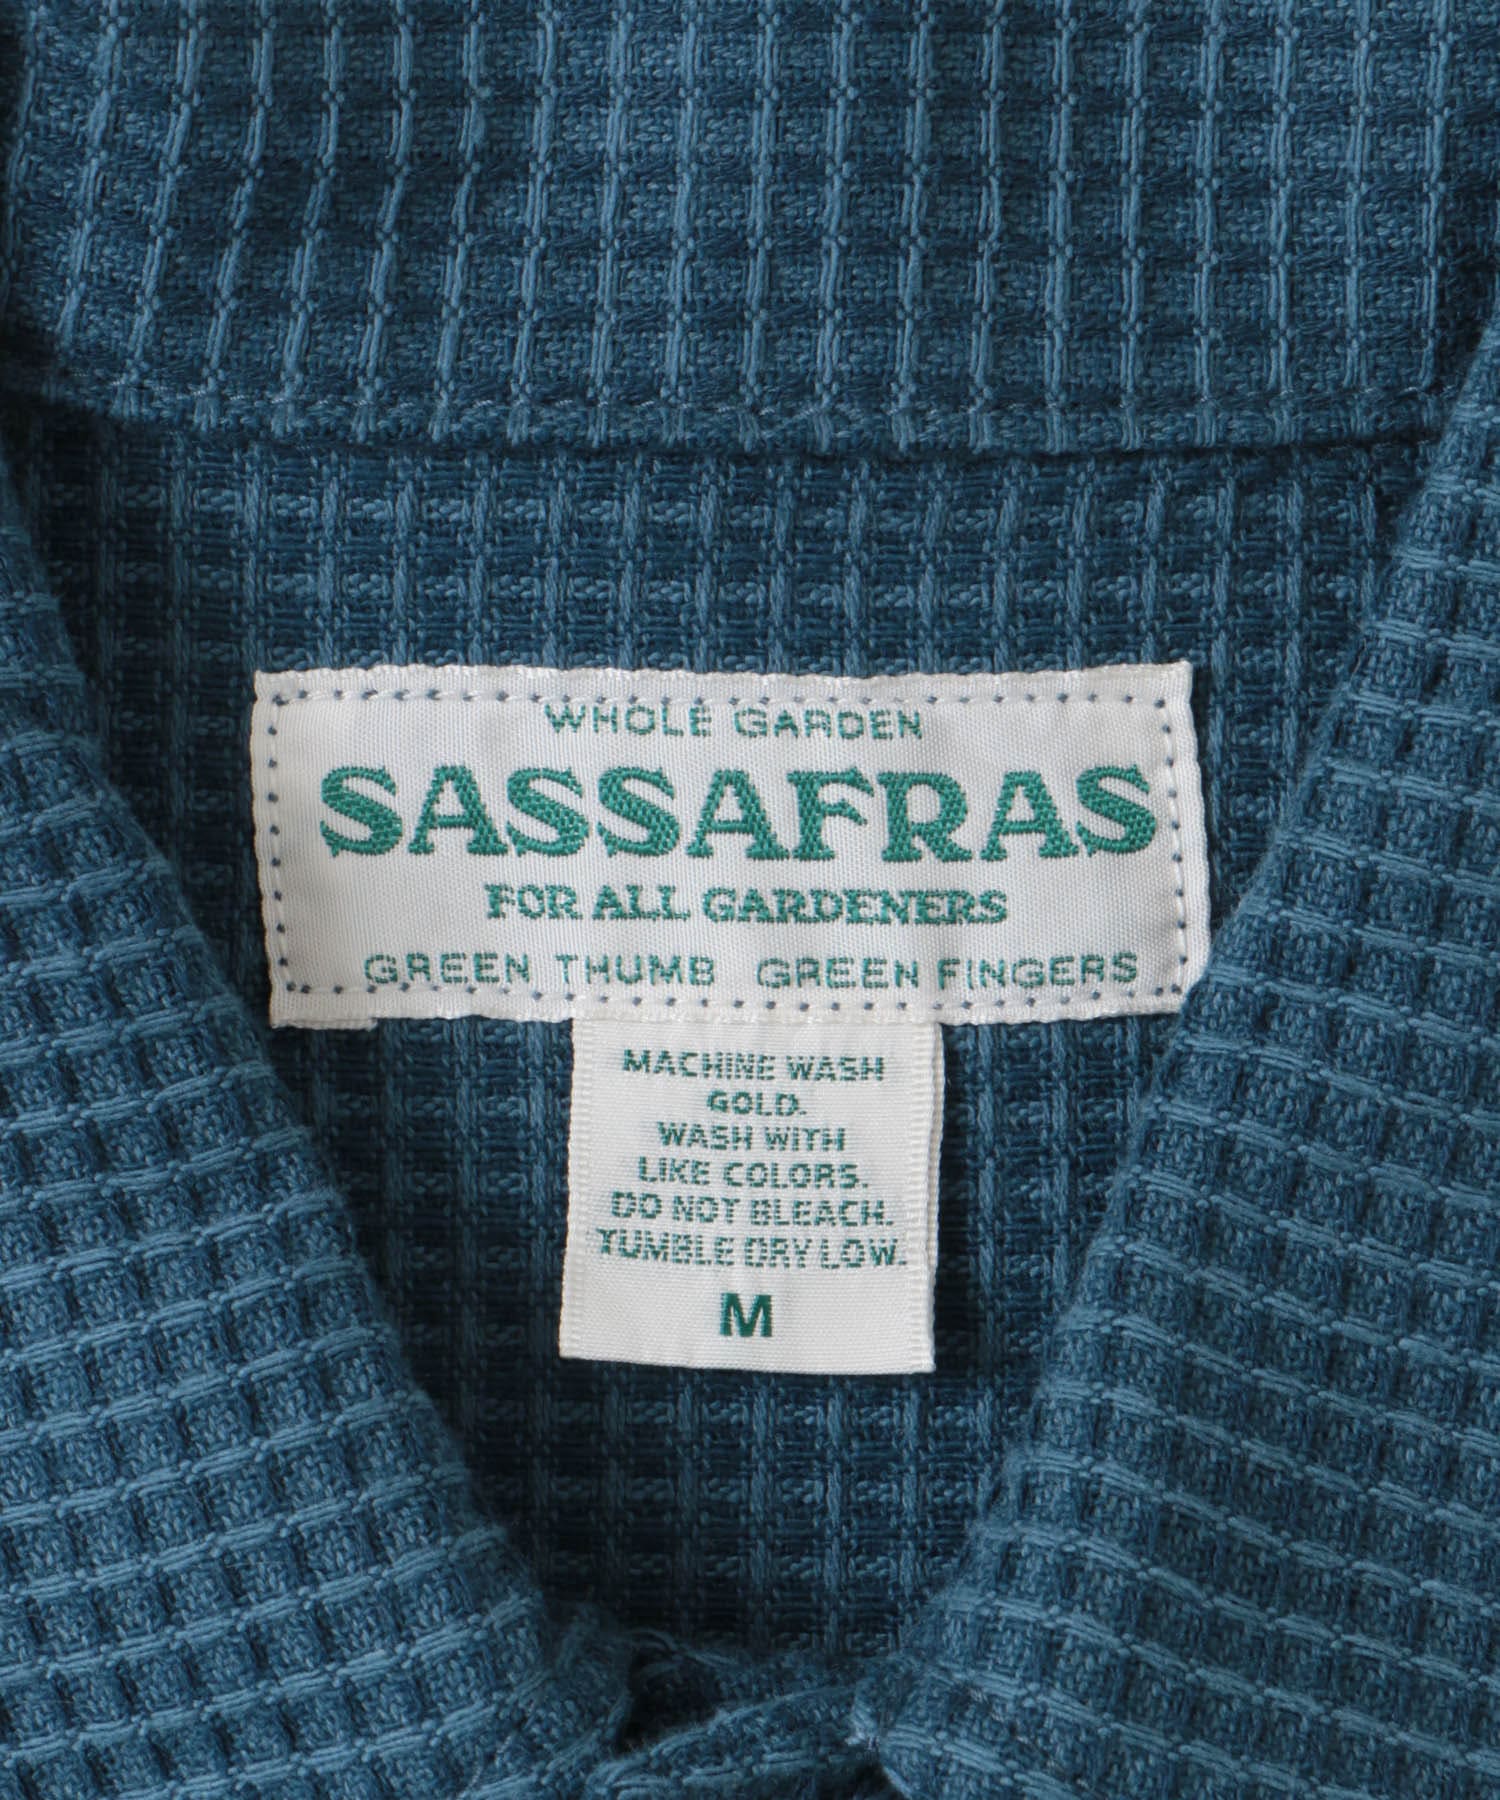 WHOLE GARDEN
SASSAFRAS
FOR ALL GARDENERS
GREEN THUMB GREEN FINGERS
MACHINE WASH
GOLD.
WASH WITH
LIKE COLORS.
DO NOT BLEACH.
TUMBLE DRY LOW.
M